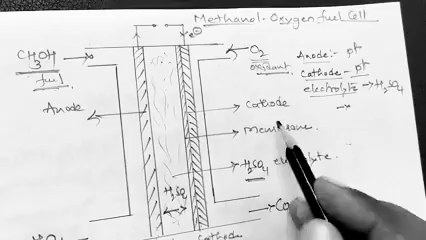 Methanol-Oxygen fuel Cell
e⊖
CH3OH
fuel
O2
oxidant
Anode:- pt
Cathode- pt
electrolyte → H2SO4
Anode
Cathode
Membrane.
H2SO4 electrolyte.
H2SO4
Cathode